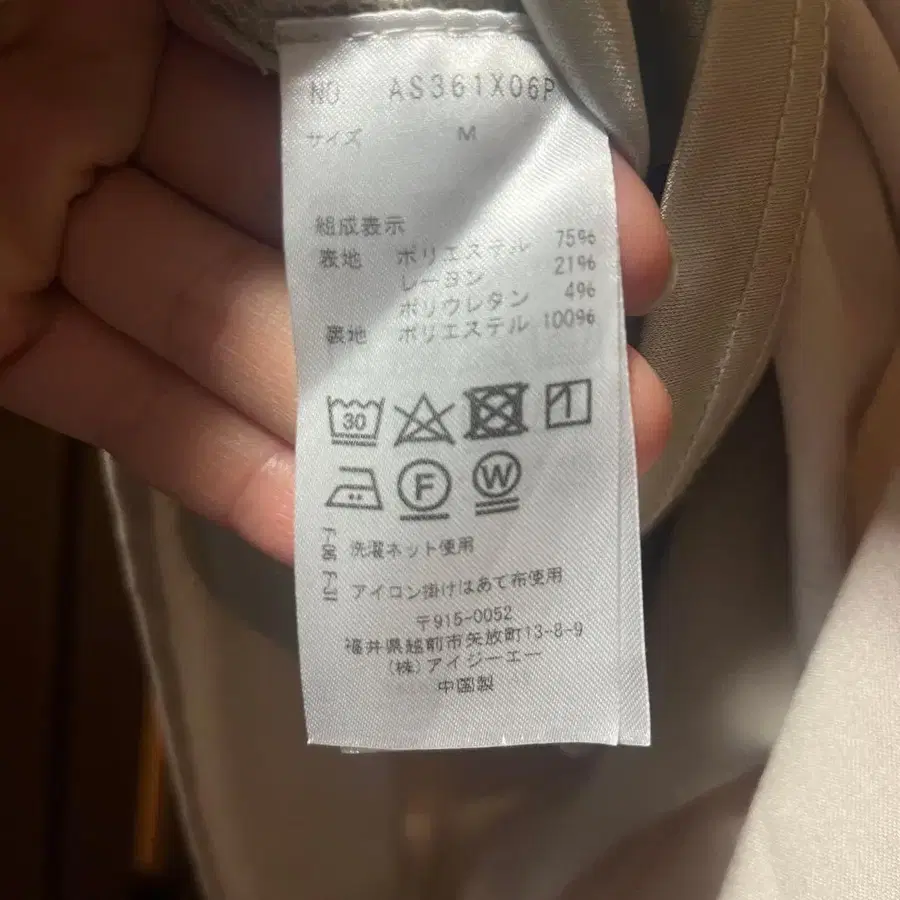 NO AS361X06P
サイズ M
組成表示
表地 ポリエステル 75%
レーヨン 21%
ポリウレタン 4%
裏地 ポリエステル 100%
30
F W
洗濯ネット使用
アイロン掛けはあて布使用
〒915-0052
福井県越前市矢放町13-8-9
(株)アイジーエー
中国製